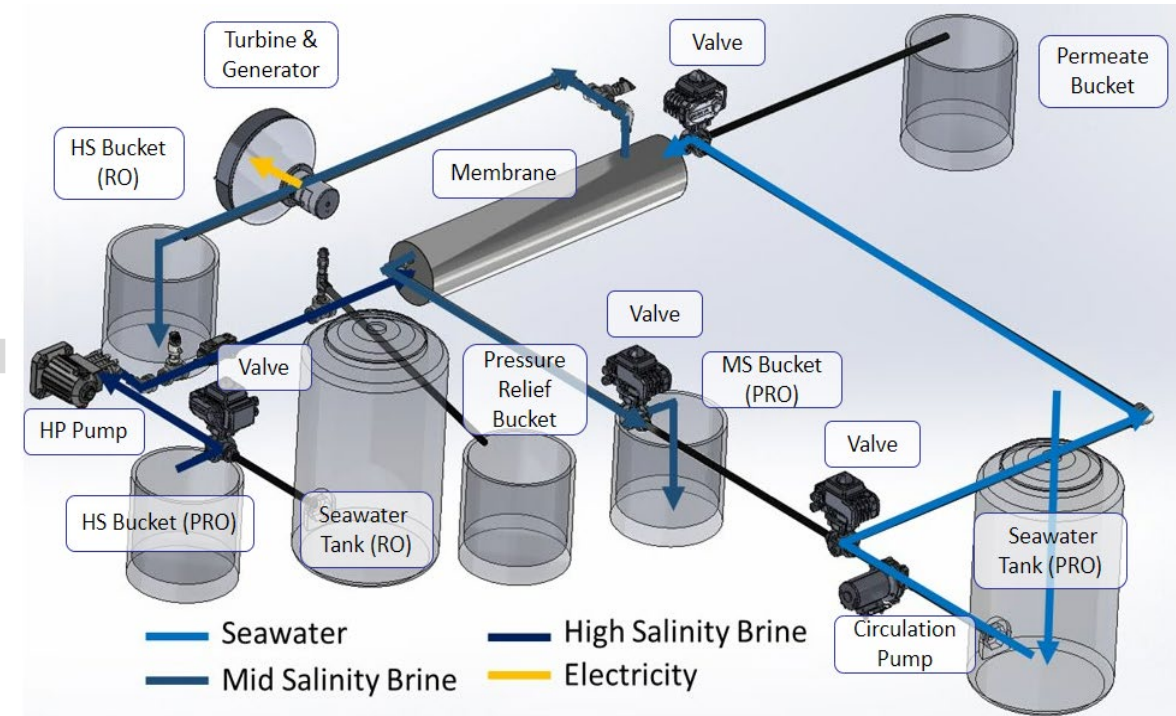 Turbine &
Generator
Valve
Permeate
Bucket
HS Bucket
(RO)
Membrane
Valve
Valve
Pressure
Relief
Bucket
MS Bucket
(PRO)
HP Pump
Valve
HS Bucket (PRO)
Seawater
Tank (RO)
Seawater
Tank (PRO)
Circulation
Pump
Seawater
High Salinity Brine
Mid Salinity Brine
Electricity